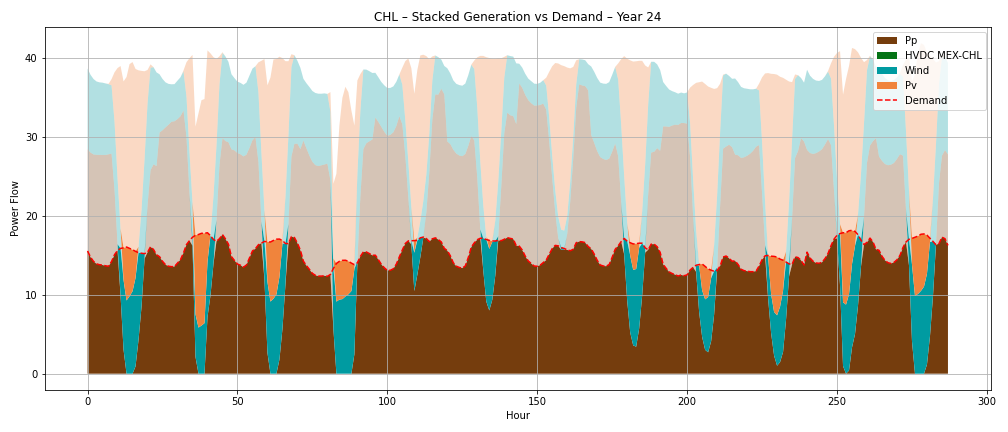 CHL – Stacked Generation vs Demand – Year 24
Power Flow
40
30
20
10
0
0 50 100 150 200 250 300
Hour
Pp
HVDC MEX-CHL
Wind
Pv
Demand